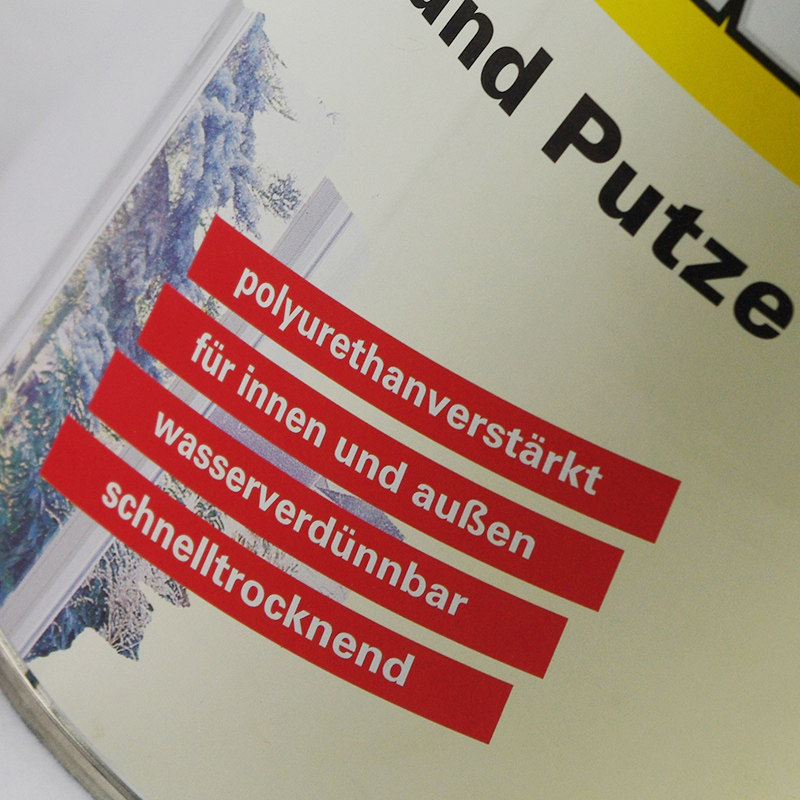 und Putze
polyurethanverstärkt
für innen und außen
wasserverdünnbar
schnelltrocknend